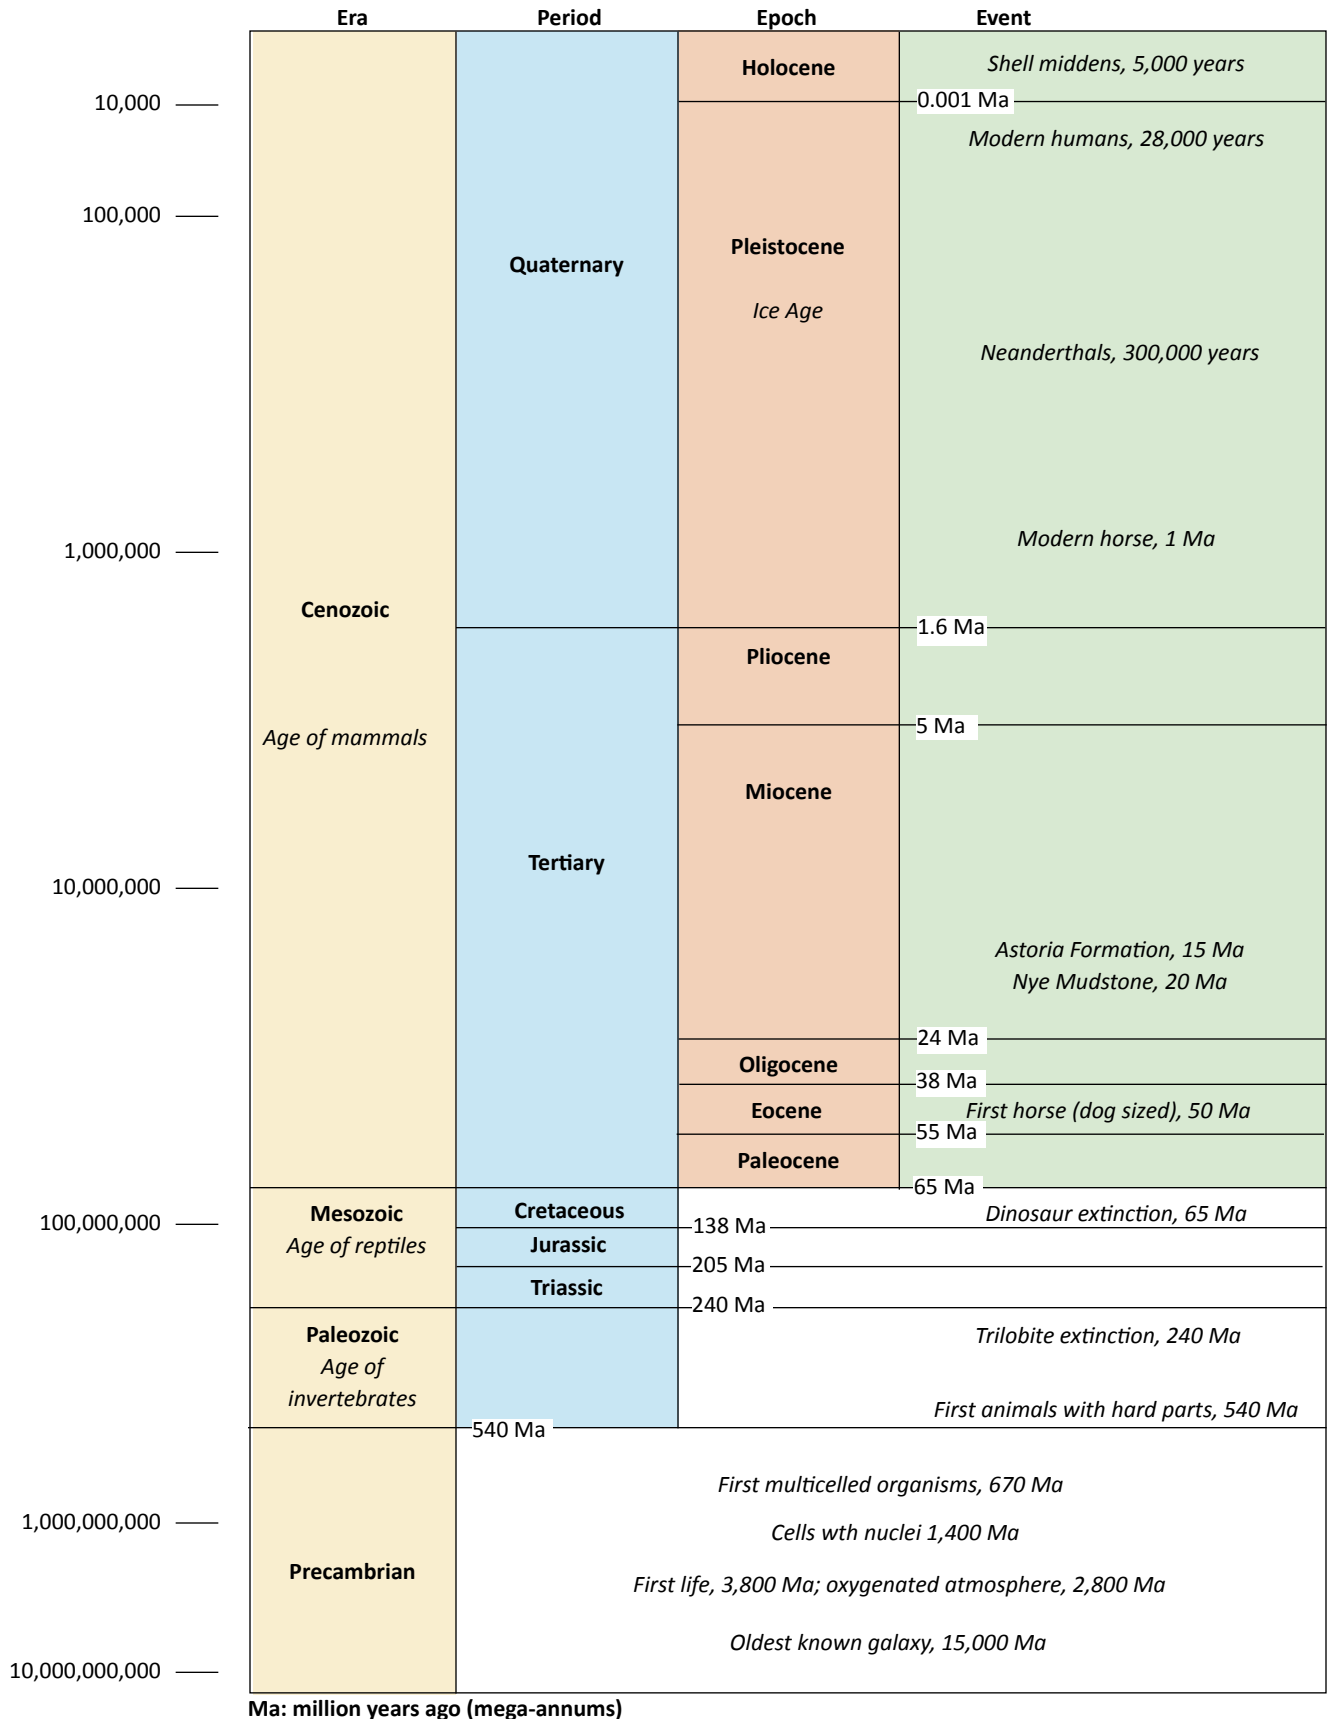 Era Period Epoch Event
Holocene
Shell middens, 5,000 years
10,000
0.001 Ma
Modern humans, 28,000 years
100,000
Pleistocene
Quaternary
Ice Age
Neanderthals, 300,000 years
Modern horse, 1 Ma
1,000,000
Cenozoic
1.6 Ma
Pliocene
5 Ma
Age of mammals
Miocene
Tertiary
10,000,000
Astoria Formation, 15 Ma
Nye Mudstone, 20 Ma
24 Ma
Oligocene
38 Ma
Eocene
First horse (dog sized), 50 Ma
55 Ma
Paleocene
65 Ma
Mesozoic
Cretaceous
Dinosaur extinction, 65 Ma
100,000,000
138 Ma
Age of reptiles
Jurassic
205 Ma
Triassic
240 Ma
Paleozoic
Trilobite extinction, 240 Ma
Age of
invertebrates
First animals with hard parts, 540 Ma
540 Ma
First multicelled organisms, 670 Ma
1,000,000,000
Cells wth nuclei 1,400 Ma
Precambrian
First life, 3,800 Ma; oxygenated atmosphere, 2,800 Ma
Oldest known galaxy, 15,000 Ma
10,000,000,000
Ma: million years ago (mega-annums)